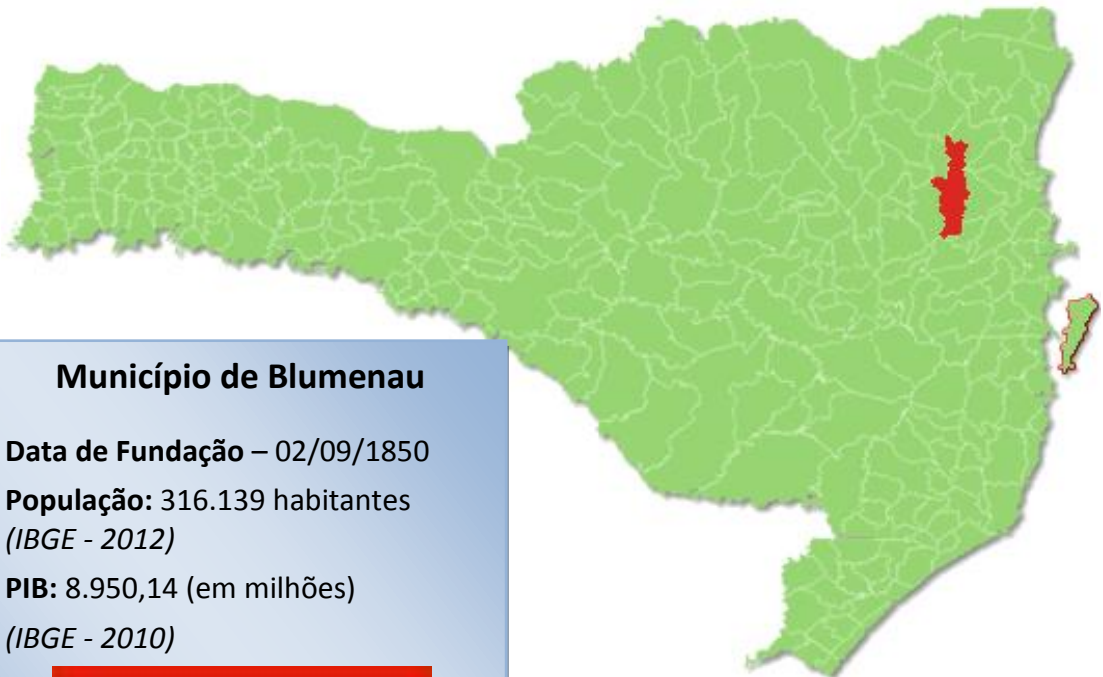 Município de Blumenau
Data de Fundação – 02/09/1850
População: 316.139 habitantes
(IBGE - 2012)
PIB: 8.950,14 (em milhões)
(IBGE - 2010)